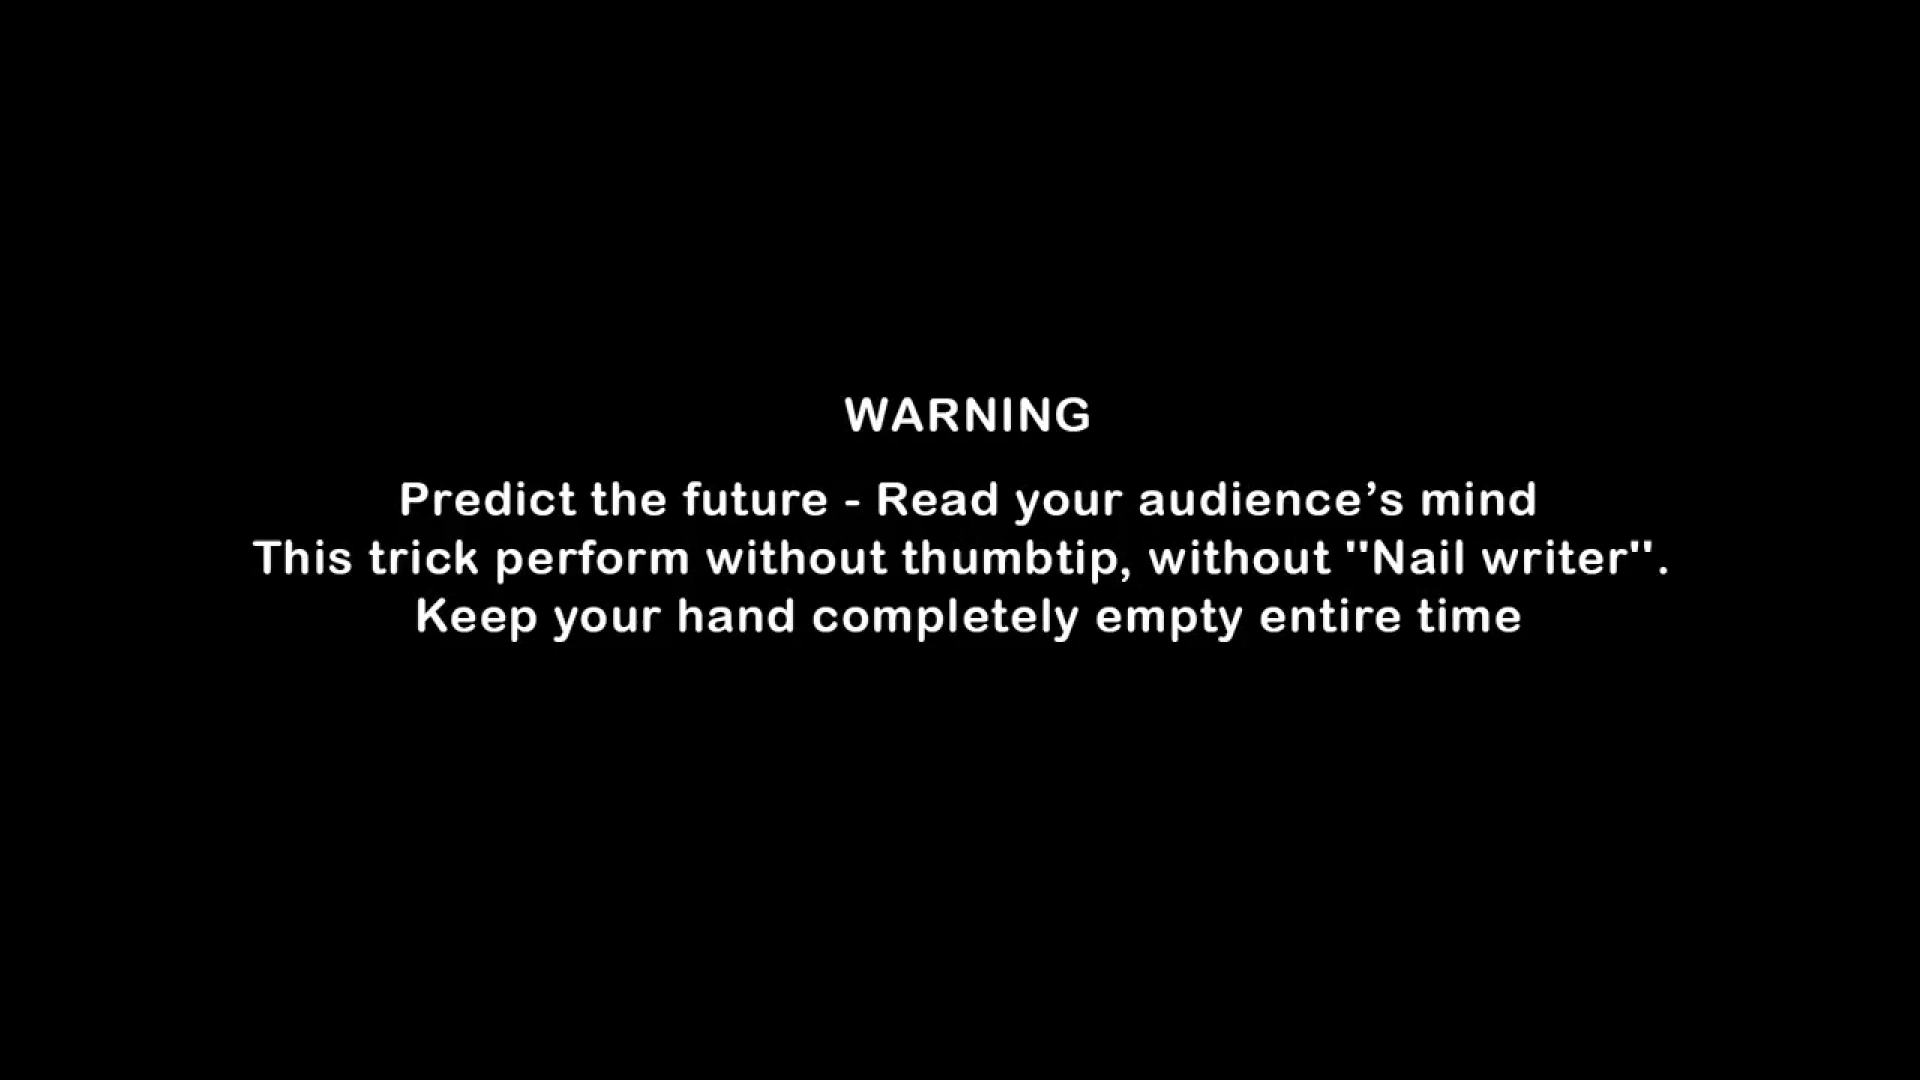 WARNING
Predict the future - Read your audience’s mind
This trick perform without thumbtip, without "Nail writer".
Keep your hand completely empty entire time